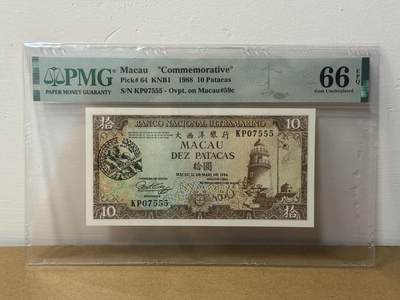 PMG
PAPER MONEY GUARANTY
Macau "Commemorative"
Pick# 64 KNB1 1988 10 Patacas
S/N KP07555 - Ovpt. on Macau#59c
66 EPQ
Gem Uncirculated
拾 BANCO NACIONAL ULTRAMARINO 10
大西洋銀行 KP07555
MACAU
DEZ PATACAS
拾圓
KP07555
10 拾